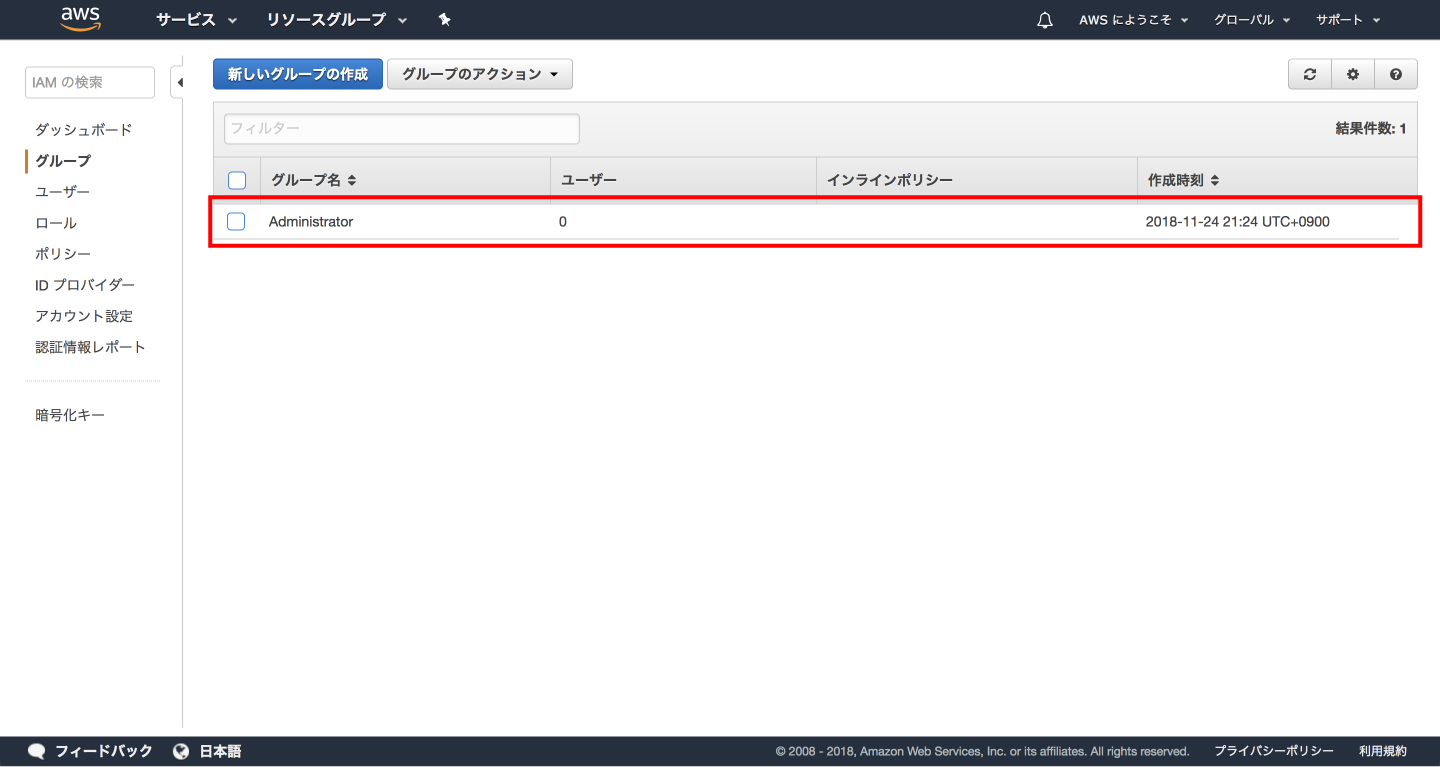 aws サービス リソースグループ AWS にようこそ グローバル サポート
IAM の検索
ダッシュボード
グループ
ユーザー
ロール
ポリシー
ID プロバイダー
アカウント設定
認証情報レポート
暗号化キー
新しいグループの作成 グループのアクション
フィルター 結果件数: 1
グループ名 ユーザー インラインポリシー 作成時刻
Administrator 0 2018-11-24 21:24 UTC+0900
フィードバック 日本語 © 2008 - 2018, Amazon Web Services, Inc. or its affiliates. All rights reserved. プライバシーポリシー 利用規約